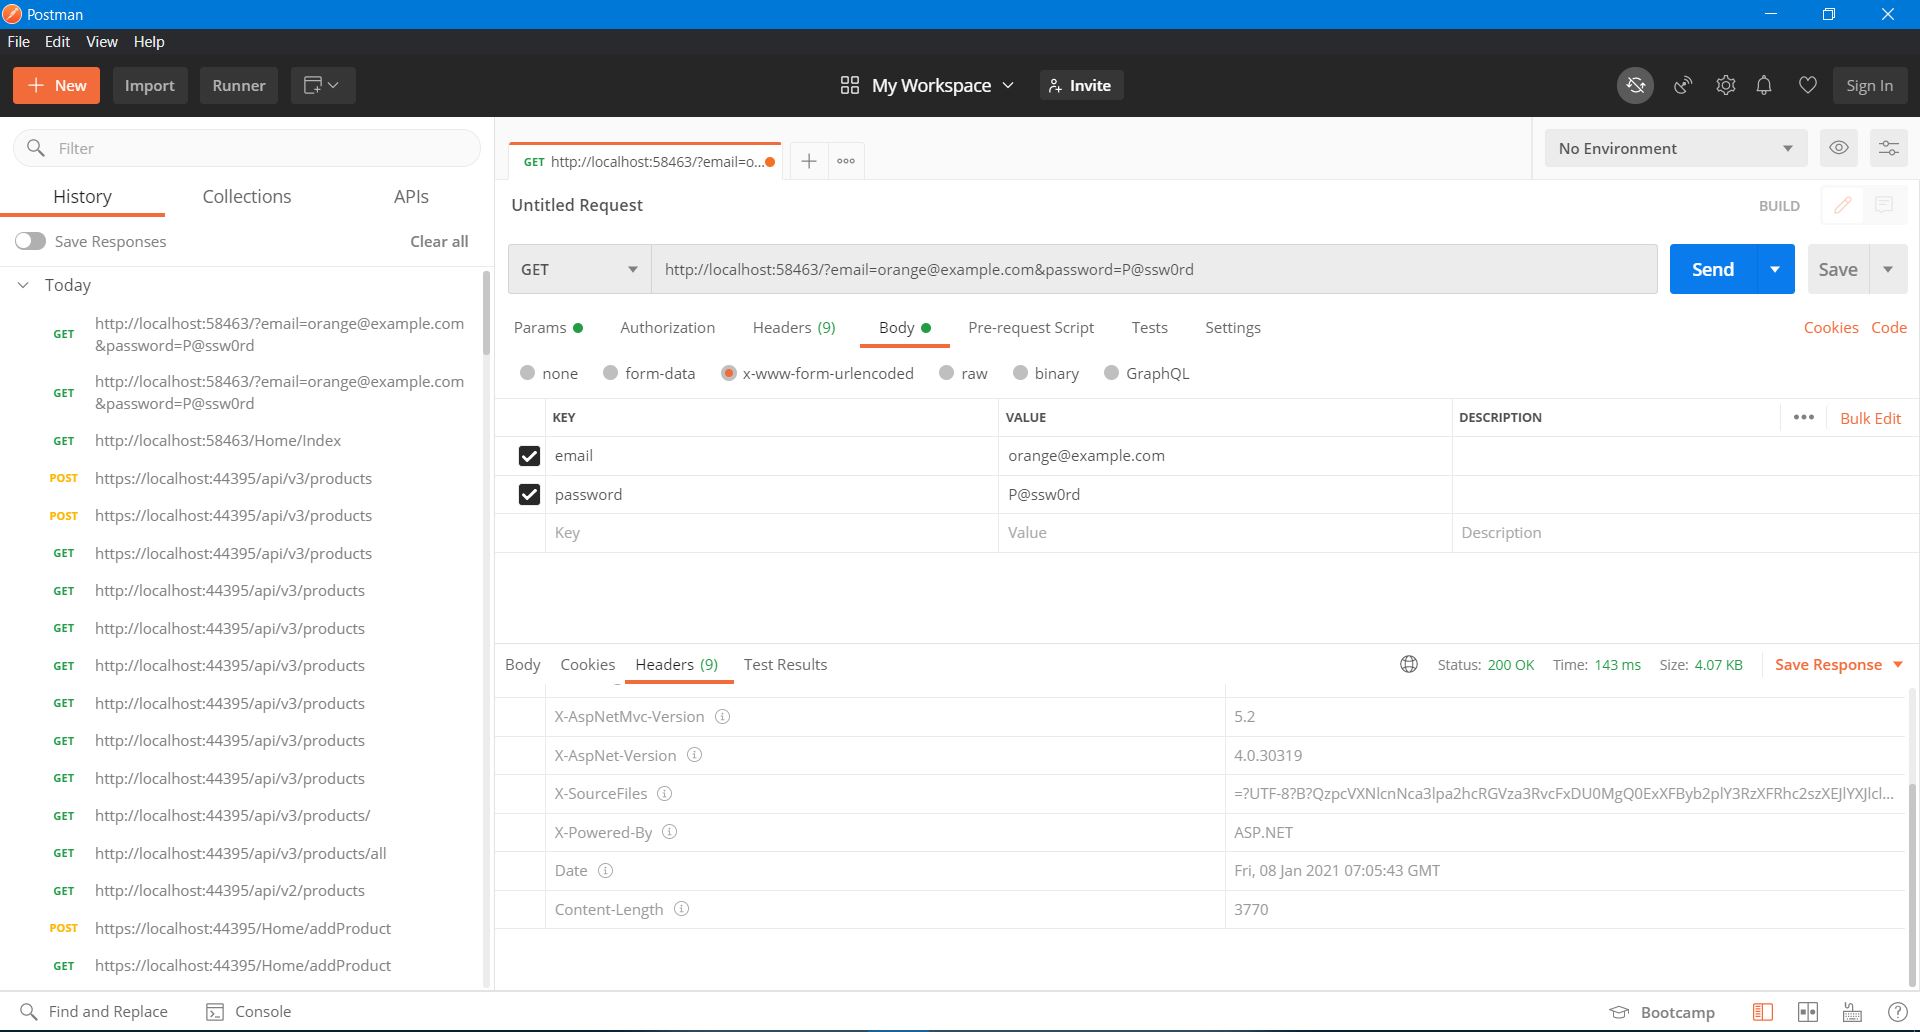 Postman
File Edit View Help
New Import Runner My Workspace Invite Sign In
Filter
History Collections APIs
Save Responses Clear all
Today
GET http://localhost:58463/?email=orange@example.com
&password=P@ssw0rd
GET http://localhost:58463/?email=orange@example.com
&password=P@ssw0rd
GET http://localhost:58463/Home/Index
POST https://localhost:44395/api/v3/products
POST https://localhost:44395/api/v3/products
GET https://localhost:44395/api/v3/products
GET http://localhost:44395/api/v3/products
GET http://localhost:44395/api/v3/products
GET http://localhost:44395/api/v3/products
GET http://localhost:44395/api/v3/products
GET http://localhost:44395/api/v3/products
GET http://localhost:44395/api/v3/products
GET http://localhost:44395/api/v3/products/
GET http://localhost:44395/api/v3/products/all
GET http://localhost:44395/api/v2/products
POST https://localhost:44395/Home/addProduct
GET https://localhost:44395/Home/addProduct
GET http://localhost:58463/?email=o...
No Environment
Untitled Request BUILD
GET http://localhost:58463/?email=orange@example.com&password=P@ssw0rd Send Save
Params Authorization Headers (9) Body Pre-request Script Tests Settings Cookies Code
none form-data x-www-form-urlencoded raw binary GraphQL
KEY VALUE DESCRIPTION Bulk Edit
email orange@example.com
password P@ssw0rd
Key Value Description
Body Cookies Headers (9) Test Results Status: 200 OK Time: 143 ms Size: 4.07 KB Save Response
X-AspNetMvc-Version 5.2
X-AspNet-Version 4.0.30319
X-SourceFiles =?UTF-8?B?QzpcVXNlcnNca3lpa2hcRGVza3RvcFxDU0MgQ0ExXFByb2plY3RzXFRhc2szXEJlYXJlcl...
X-Powered-By ASP.NET
Date Fri, 08 Jan 2021 07:05:43 GMT
Content-Length 3770
Find and Replace Console Bootcamp